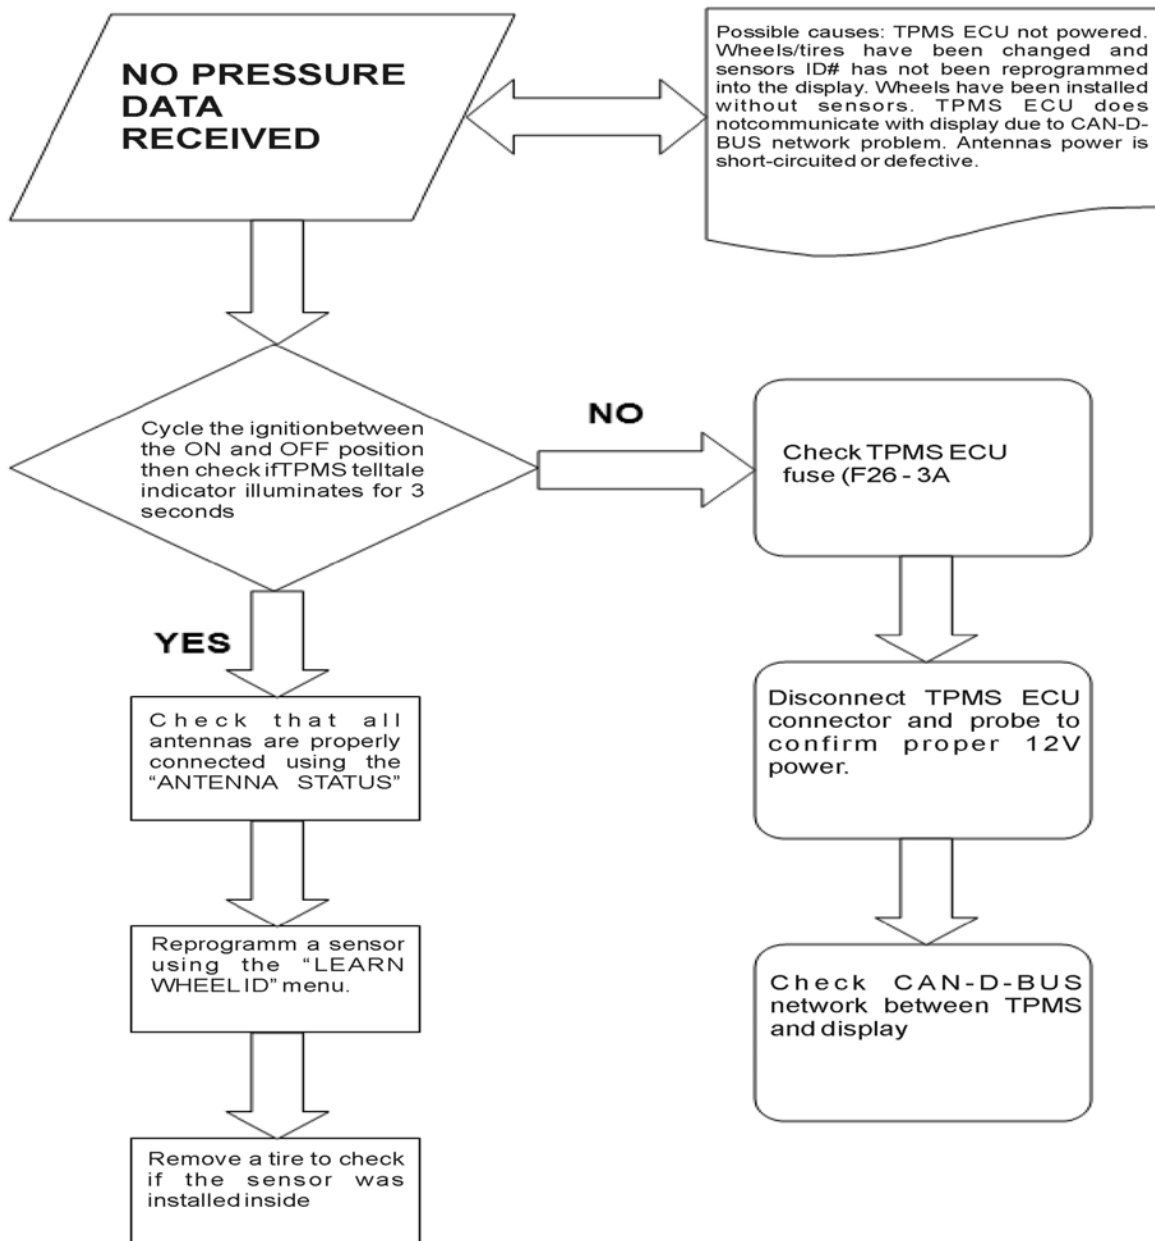 NO PRESSURE
DATA
RECEIVED
Possible causes: TPMS ECU not powered.
Wheels/tires have been changed and
sensors ID# has not been reprogrammed
into the display. Wheels have been installed
without sensors. TPMS ECU does
notcommunicate with display due to CAN-D-
BUS network problem. Antennas power is
short-circuited or defective.
Cycle the ignitionbetween
the ON and OFF position
then check ifTPMS telltale
indicator illuminates for 3
seconds
NO
Check TPMS ECU
fuse (F26 - 3A
YES
Disconnect TPMS ECU
connector and probe to
confirm proper 12V
power.
Check that all
antennas are properly
connected using the
“ANTENNA STATUS”
Reprogramm a sensor
using the “LEARN
WHEEL ID” menu.
Check CAN-D-BUS
network between TPMS
and display
Remove a tire to check
if the sensor was
installed inside